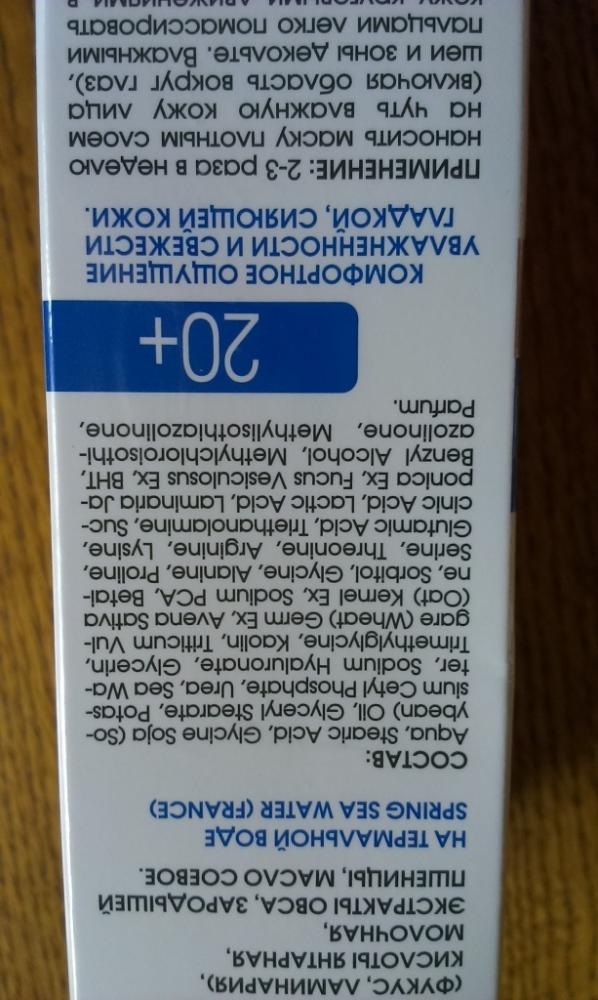 (ФУКУС, ЛАМИНАРИЯ),
КИСЛОТЫ ЯНТАРНАЯ,
МОЛОЧНАЯ,
ЭКСТРАКТЫ ОВСА, ЗАРОДЫШЕЙ
ПШЕНИЦЫ, МАСЛО СОЕВОЕ.
НА ТЕРМАЛЬНОЙ ВОДЕ
SPRING SEA WATER (FRANCE)
СОСТАВ:
Aqua, Stearic Acid, Glycine Soja (So-
ybean) Oil, Glyceryl Stearate, Potas-
sium Cetyl Phosphate, Urea, Sea Wa-
ter, Sodium Hyaluronate, Glycerin,
Trimethylglycine, Kaolin, Triticum Vul-
gare (Wheat) Germ Ex, Avena Sativa
(Oat) Kernel Ex, Sodium PCA, Betai-
ne, Sorbitol, Glycine, Alanine, Proline,
Serine, Threonine, Arginine, Lysine,
Glutamic Acid, Triethanolamine, Suc-
cinic Acid, Lactic Acid, Laminaria Ja-
ponica Ex, Fucus Vesiculosus Ex, BHT,
Benzyl Alcohol, Methylchloroisothi-
azolinone, Methylisothiazolinone,
Parfum.
20+
КОМФОРТНОЕ ОЩУЩЕНИЕ
УВЛАЖНЕННОСТИ И СВЕЖЕСТИ
ГЛАДКОЙ, СИЯЮЩЕЙ КОЖИ.
ПРИМЕНЕНИЕ: 2-3 раза в неделю
наносить маску плотным слоем
на чуть влажную кожу лица
(включая область вокруг глаз),
шеи и зоны декольте. Влажными
пальцами легко помассировать
кожу круговыми движениями в